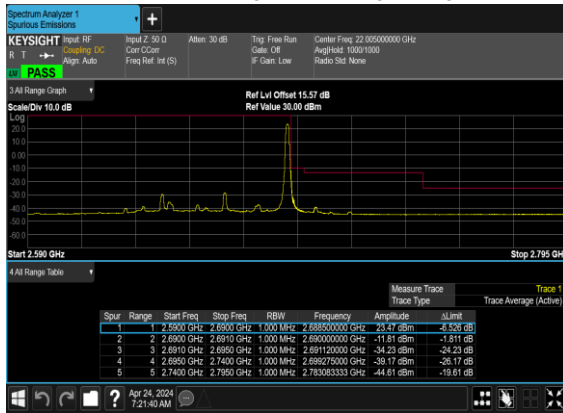 Spectrum Analyzer 1
Spurious Emissions
KEYSIGHT Input: RF Input Z: 50 Ω Atten: 30 dB Trig: Free Run Center Freq: 22.005000000 GHz
R T Coupling: DC Corr CCorr Gate: Off Avg|Hold: 1000/1000
Align: Auto Freq Ref: Int (S) IF Gain: Low Radio Std: None
PASS
3 All Range Graph
Ref Lvl Offset 15.57 dB
Scale/Div 10.0 dB Ref Value 30.00 dBm
Log
20.0
10.0
0.00
-10.0
-20.0
-30.0
-40.0
-50.0
-60.0
Start 2.590 GHz Stop 2.795 GH
4 All Range Table
Measure Trace Trace 1
Trace Type Trace Average (Active)
Spur Range Start Freq Stop Freq RBW Frequency Amplitude ΔLimit
1 1 2.5900 GHz 2.6900 GHz 1.000 MHz 2.688500000 GHz 23.47 dBm -6.526 dB
2 2 2.6900 GHz 2.6910 GHz 1.000 MHz 2.690000000 GHz -11.81 dBm -1.811 dB
3 3 2.6910 GHz 2.6950 GHz 1.000 MHz 2.691120000 GHz -34.23 dBm -24.23 dB
4 4 2.6950 GHz 2.7400 GHz 1.000 MHz 2.699275000 GHz -39.17 dBm -26.17 dB
5 5 2.7400 GHz 2.7950 GHz 1.000 MHz 2.783083333 GHz -44.61 dBm -19.61 dB
Apr 24, 2024
7:21:40 AM